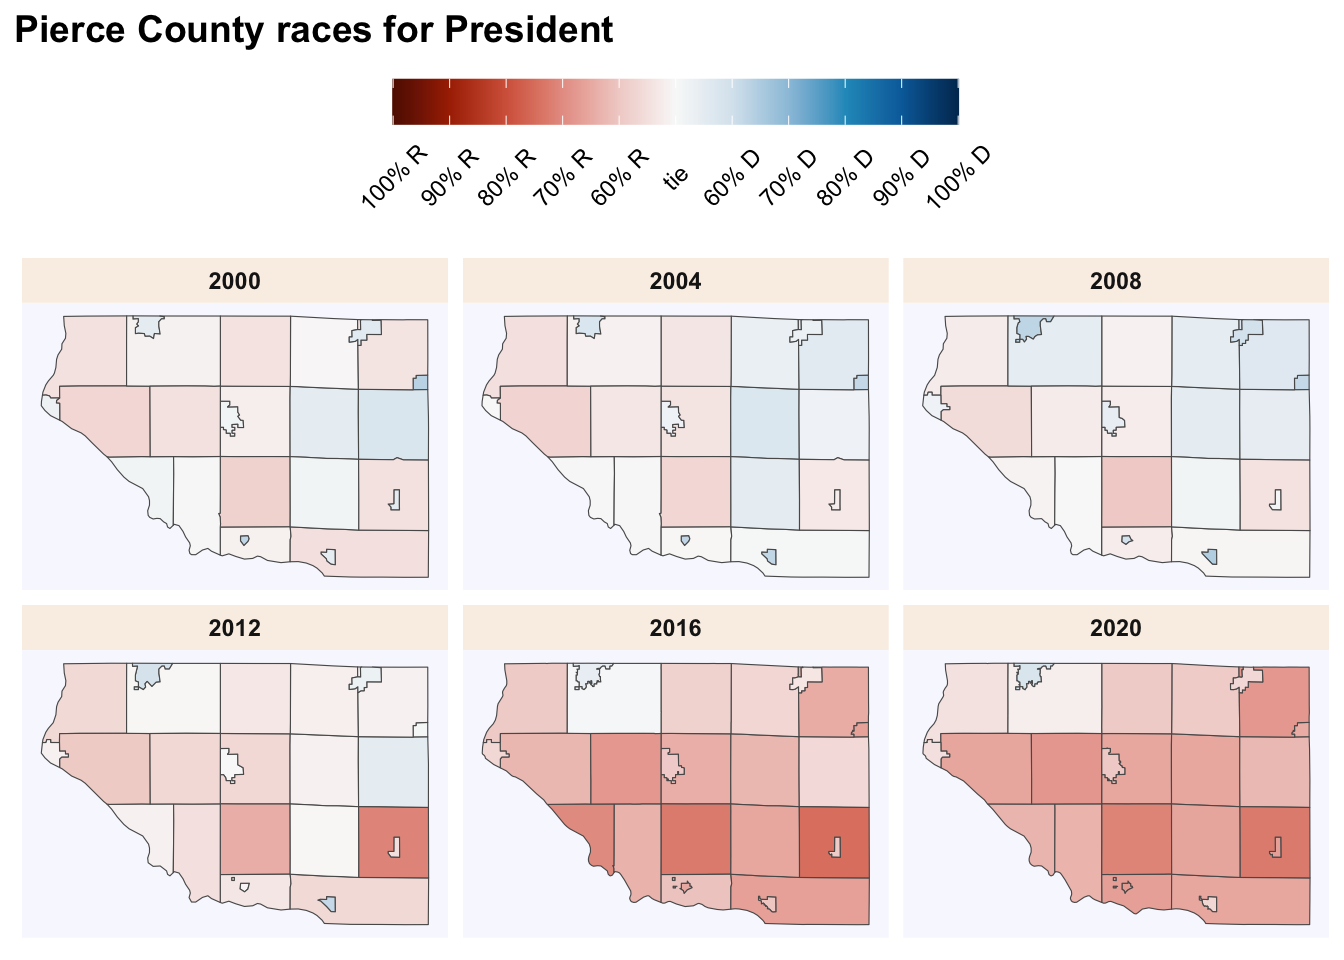 Pierce County races for President
100% R
90% R
80% R
70% R
60% R
tie
60% D
70% D
80% D
90% D
100% D
2000
2004
2008
2012
2016
2020